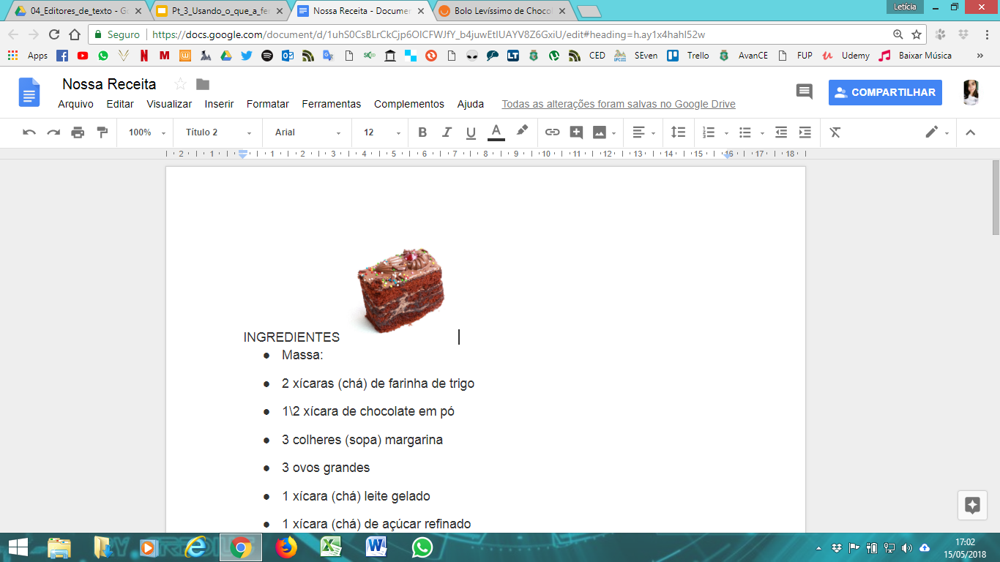 04_Editores_de_texto - Go
Pt_3_Usando_o_que_a_fer
Nossa Receita - Documen
Bolo Levíssimo de Chocol
Letícia
Seguro
https://docs.google.com/document/d/1uhS0CsBLrCkCjp6OICFWJfY_b4juwEtIUAYV8Z6GxiU/edit#heading=h.ay1x4hahl52w
Apps
CED
SEven
Trello
AvanCE
FUP
Udemy
Baixar Música
»
Nossa Receita
Arquivo Editar Visualizar Inserir Formatar Ferramentas Complementos Ajuda
Todas as alterações foram salvas no Google Drive
COMPARTILHAR
100% Título 2 Arial 12 B I U A
2 1 1 2 3 4 5 6 7 8 9 10 11 12 13 14 15 16 17 18
INGREDIENTES
● Massa:
● 2 xícaras (chá) de farinha de trigo
● 1\2 xícara de chocolate em pó
● 3 colheres (sopa) margarina
● 3 ovos grandes
● 1 xícara (chá) leite gelado
● 1 xícara (chá) de açúcar refinado
17:02
15/05/2018